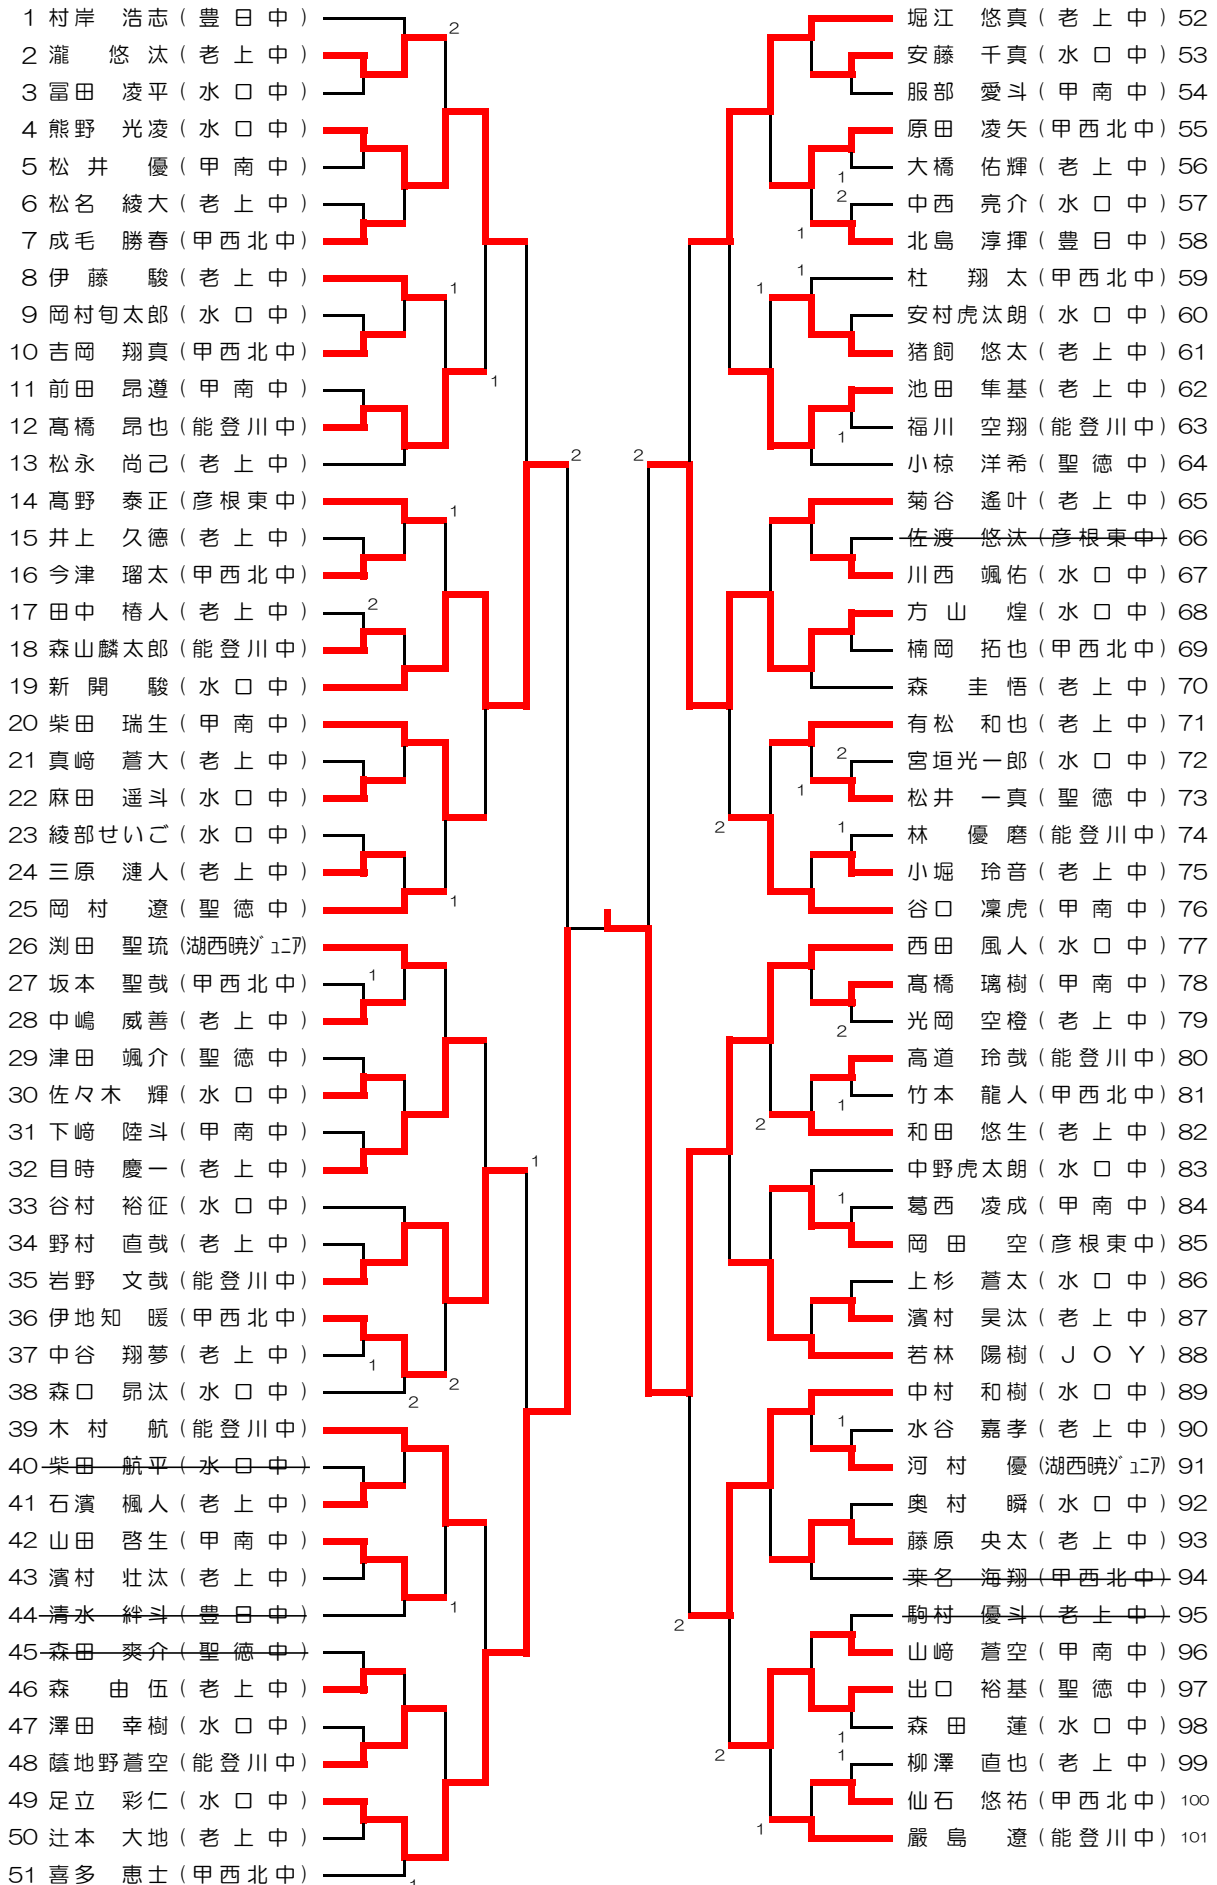 1 村岸　浩志 ( 豊 日 中 )
2 瀧　悠 汰 ( 老 上 中 )
3 冨田　凌平 ( 水 口 中 )
4 熊野　光凌 ( 水 口 中 )
5 松 井　優 ( 甲 南 中 )
6 松名　綾大 ( 老 上 中 )
7 成毛　勝春 (甲西北中)
8 伊 藤　駿 ( 老 上 中 )
9 岡村旬太郎 ( 水 口 中 )
10 吉岡　翔真 (甲西北中)
11 前田　昂遵 ( 甲 南 中 )
12 髙橋　昂也 (能登川中)
13 松永　尚己 ( 老 上 中 )
14 髙野　泰正 (彦根東中)
15 井上　久徳 ( 老 上 中 )
16 今津　瑠太 (甲西北中)
17 田中　椿人 ( 老 上 中 )
18 森山麟太郎 (能登川中)
19 新 開　駿 ( 水 口 中 )
20 柴田　瑞生 ( 甲 南 中 )
21 真﨑　蒼大 ( 老 上 中 )
22 麻田　遥斗 ( 水 口 中 )
23 綾部せいご ( 水 口 中 )
24 三原　漣人 ( 老 上 中 )
25 岡 村　遼 ( 聖 徳 中 )
26 渕田　聖琉 (湖西暁ｼﾞｭﾆｱ)
27 坂本　聖哉 (甲西北中)
28 中嶋　威善 ( 老 上 中 )
29 津田　颯介 ( 聖 徳 中 )
30 佐々木　輝 ( 水 口 中 )
31 下﨑　陸斗 ( 甲 南 中 )
32 目時　慶一 ( 老 上 中 )
33 谷村　裕征 ( 水 口 中 )
34 野村　直哉 ( 老 上 中 )
35 岩野　文哉 (能登川中)
36 伊地知　暖 (甲西北中)
37 中谷　翔夢 ( 老 上 中 )
38 森口　昴汰 ( 水 口 中 )
39 木 村　航 (能登川中)
40 柴田　航平 ( 水 口 中 )
41 石濱　楓人 ( 老 上 中 )
42 山田　啓生 ( 甲 南 中 )
43 濱村　壮汰 ( 老 上 中 )
44 清水　絆斗 ( 豊 日 中 )
45 森田　爽介 ( 聖 徳 中 )
46 森　由 伍 ( 老 上 中 )
47 澤田　幸樹 ( 水 口 中 )
48 蔭地野蒼空 (能登川中)
49 足立　彩仁 ( 水 口 中 )
50 辻本　大地 ( 老 上 中 )
51 喜多　恵士 (甲西北中)
2
1
1
1
2
1
2
1
1
1
2
2
1
1
堀江　悠真 ( 老 上 中 ) 52
安藤　千真 ( 水 口 中 ) 53
服部　愛斗 ( 甲 南 中 ) 54
原田　凌矢 (甲西北中) 55
大橋　佑輝 ( 老 上 中 ) 56
中西　亮介 ( 水 口 中 ) 57
北島　淳揮 ( 豊 日 中 ) 58
杜　翔 太 (甲西北中) 59
安村虎汰朗 ( 水 口 中 ) 60
猪飼　悠太 ( 老 上 中 ) 61
池田　隼基 ( 老 上 中 ) 62
福川　空翔 (能登川中) 63
小椋　洋希 ( 聖 徳 中 ) 64
菊谷　遙叶 ( 老 上 中 ) 65
佐渡　悠汰 (彦根東中) 66
川西　颯佑 ( 水 口 中 ) 67
方 山　煌 ( 水 口 中 ) 68
楠岡　拓也 (甲西北中) 69
森　圭 悟 ( 老 上 中 ) 70
有松　和也 ( 老 上 中 ) 71
宮垣光一郎 ( 水 口 中 ) 72
松井　一真 ( 聖 徳 中 ) 73
林　優 磨 (能登川中) 74
小堀　玲音 ( 老 上 中 ) 75
谷口　凜虎 ( 甲 南 中 ) 76
西田　風人 ( 水 口 中 ) 77
髙橋　璃樹 ( 甲 南 中 ) 78
光岡　空橙 ( 老 上 中 ) 79
高道　玲哉 (能登川中) 80
竹本　龍人 (甲西北中) 81
和田　悠生 ( 老 上 中 ) 82
中野虎太朗 ( 水 口 中 ) 83
葛西　凌成 ( 甲 南 中 ) 84
岡 田　空 (彦根東中) 85
上杉　蒼太 ( 水 口 中 ) 86
濱村　昊汰 ( 老 上 中 ) 87
若林　陽樹 ( Ｊ Ｏ Ｙ ) 88
中村　和樹 ( 水 口 中 ) 89
水谷　嘉孝 ( 老 上 中 ) 90
河 村　優 (湖西暁ｼﾞｭﾆｱ) 91
奥 村　瞬 ( 水 口 中 ) 92
藤原　央太 ( 老 上 中 ) 93
来名　海翔 (甲西北中) 94
駒村　優斗 ( 老 上 中 ) 95
山﨑　蒼空 ( 甲 南 中 ) 96
出口　裕基 ( 聖 徳 中 ) 97
森 田　蓮 ( 水 口 中 ) 98
柳澤　直也 ( 老 上 中 ) 99
仙石　悠祐 (甲西北中) 100
嚴 島　遼 (能登川中) 101
1
2
1
1
1
1
2
2
1
2
1
2
1
2
1
1
1
2
1
2
1
1